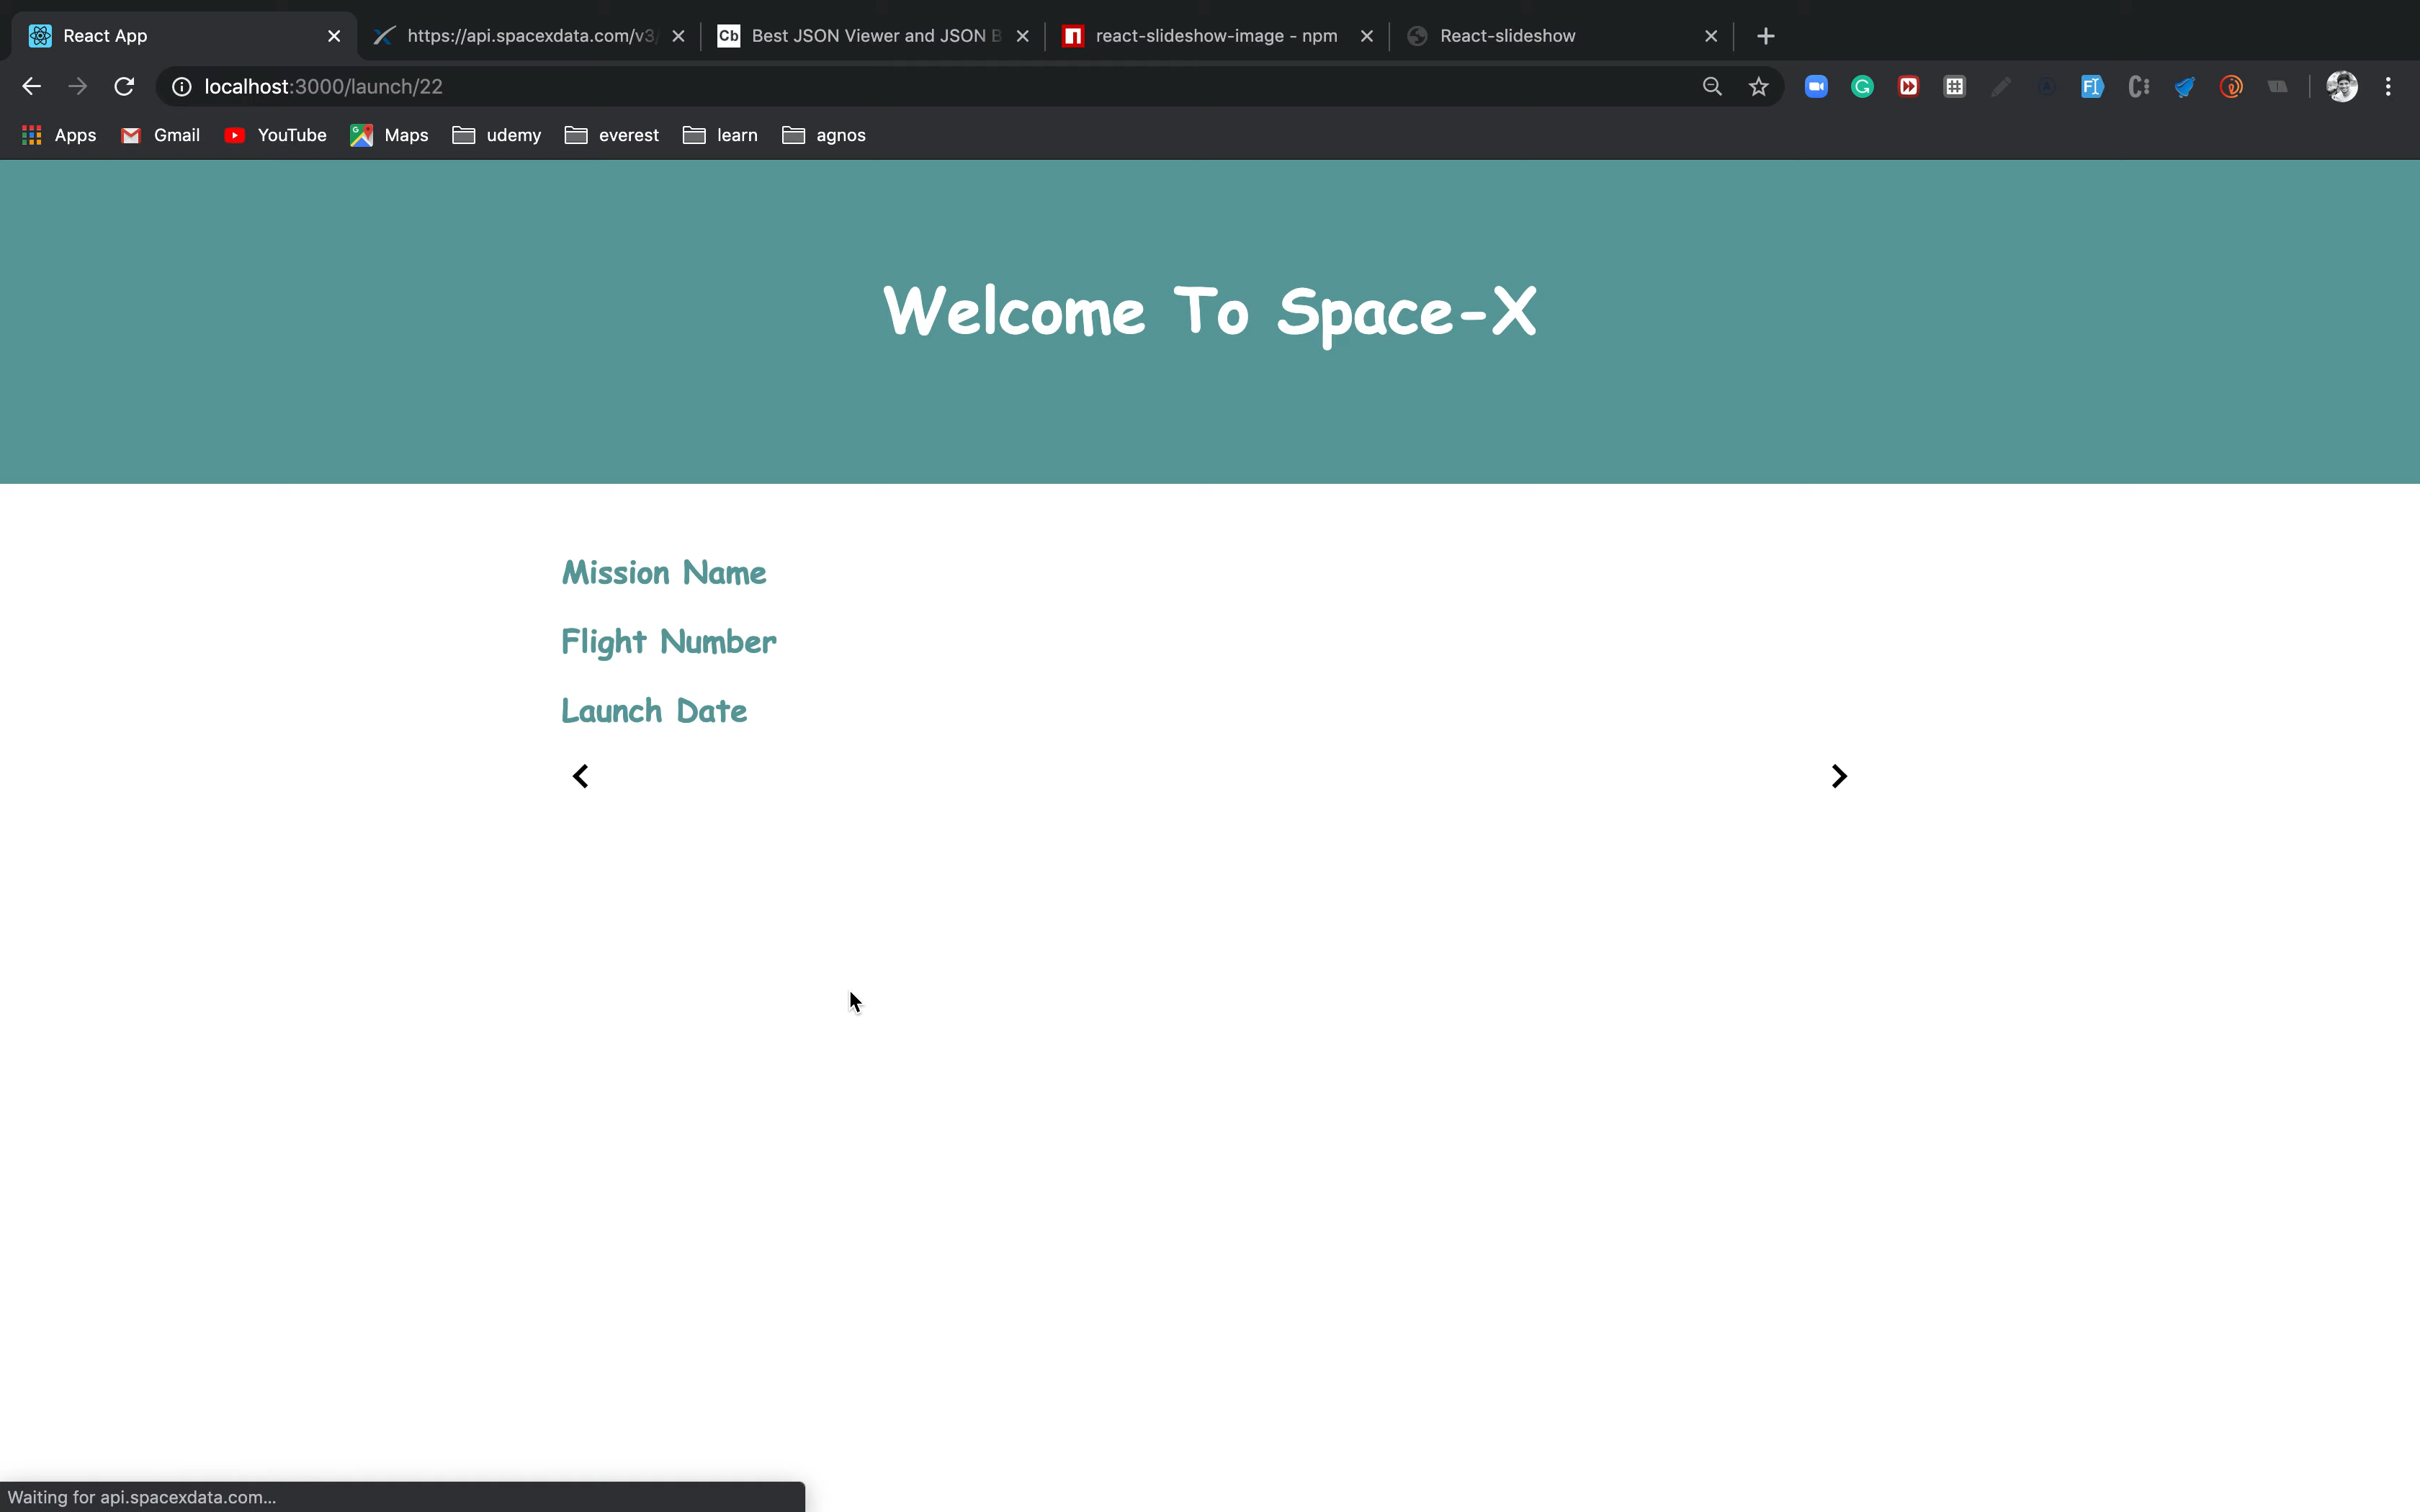 React App
https://api.spacexdata.com/v3/
Cb Best JSON Viewer and JSON B
react-slideshow-image - npm
React-slideshow
localhost:3000/launch/22
Apps
Gmail
YouTube
Maps
udemy
everest
learn
agnos
Welcome To Space-X
Mission Name
Flight Number
Launch Date
Waiting for api.spacexdata.com...